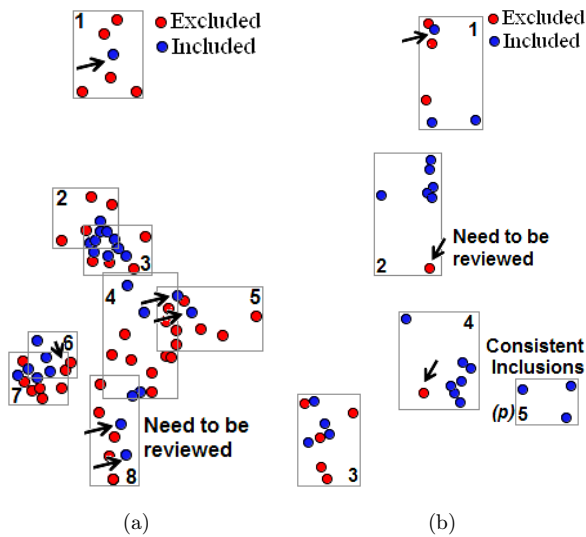 1
Excluded
Included
2
3
4
5
6
7
8
Need to be
reviewed
(a)
Excluded
Included
1
2
Need to be
reviewed
3
4
Consistent
Inclusions
(p)
5
(b)